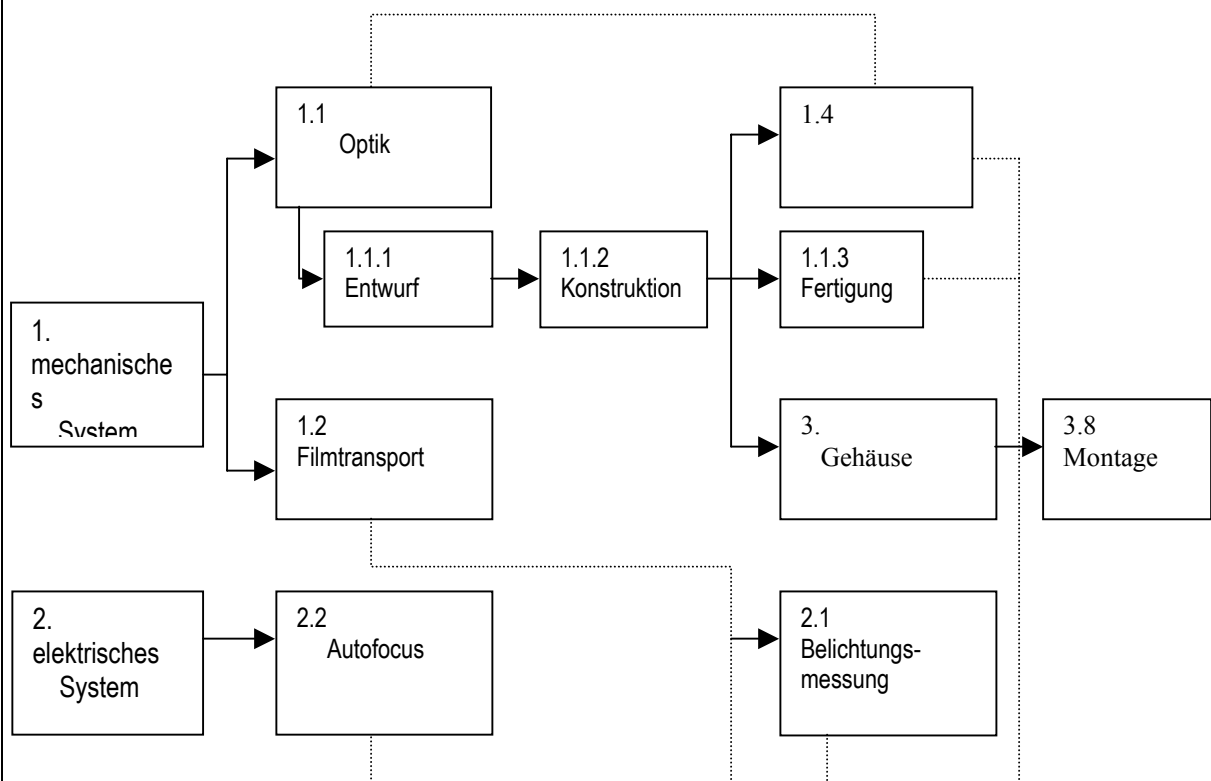 1.1
Optik
1.4
1.1.1
Entwurf
1.1.2
Konstruktion
1.1.3
Fertigung
1.
mechanische
s
System
1.2
Filmtransport
3.
Gehäuse
3.8
Montage
2.
elektrisches
System
2.2
Autofocus
2.1
Belichtungs-
messung